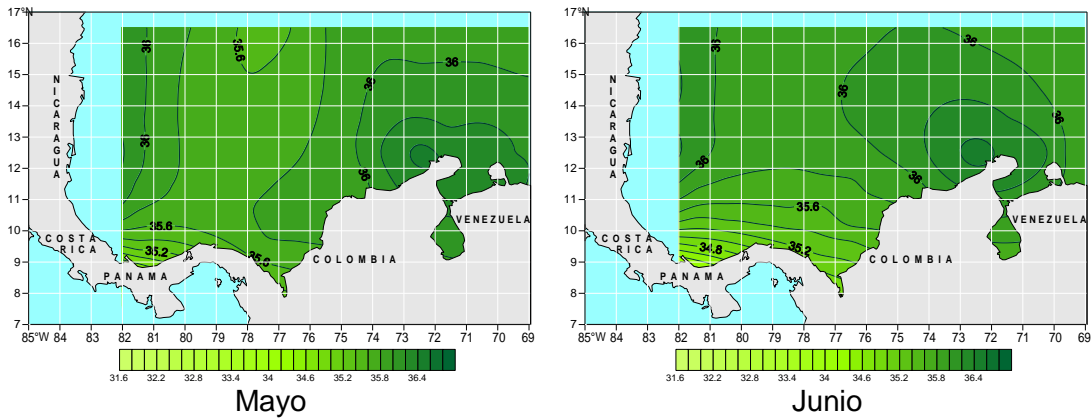 17°N
16
15
14
13
12
11
10
9
8
7
85°W 84 83 82 81 80 79 78 77 76 75 74 73 72 71 70 69
NICARAGUA
COSTA
RICA
PANAMA
COLOMBIA
VENEZUELA
36
36
35.6
36
36
35.6
35.2
35.6
31.6 32.2 32.8 33.4 34 34.6 35.2 35.8 36.4
Mayo
17°N
16
15
14
13
12
11
10
9
8
7
85°W 84 83 82 81 80 79 78 77 76 75 74 73 72 71 70 69
NICARAGUA
COSTA
RICA
PANAMA
COLOMBIA
VENEZUELA
36
36
36
36
36
36
35.6
35.2
34.8
31.6 32.2 32.8 33.4 34 34.6 35.2 35.8 36.4
Junio